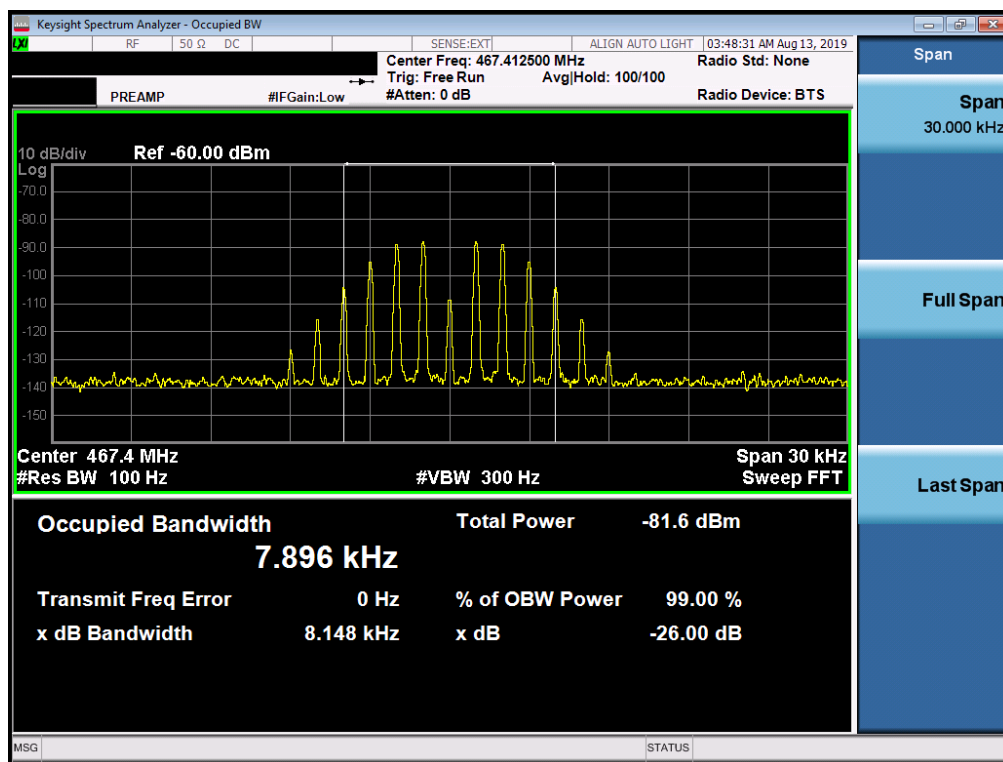 Keysight Spectrum Analyzer - Occupied BW
LXI RF 50 Ω DC SENSE:EXT ALIGN AUTO LIGHT 03:48:31 AM Aug 13, 2019
Center Freq: 467.412500 MHz Radio Std: None
Trig: Free Run Avg|Hold: 100/100
PREAMP #IFGain:Low #Atten: 0 dB Radio Device: BTS
Span
Span
30.000 kHz
Full Span
Last Span
10 dB/div Ref -60.00 dBm
Log
-70.0
-80.0
-90.0
-100
-110
-120
-130
-140
-150
Center 467.4 MHz Span 30 kHz
#Res BW 100 Hz #VBW 300 Hz Sweep FFT
Occupied Bandwidth Total Power -81.6 dBm
7.896 kHz
Transmit Freq Error 0 Hz % of OBW Power 99.00 %
x dB Bandwidth 8.148 kHz x dB -26.00 dB
MSG STATUS